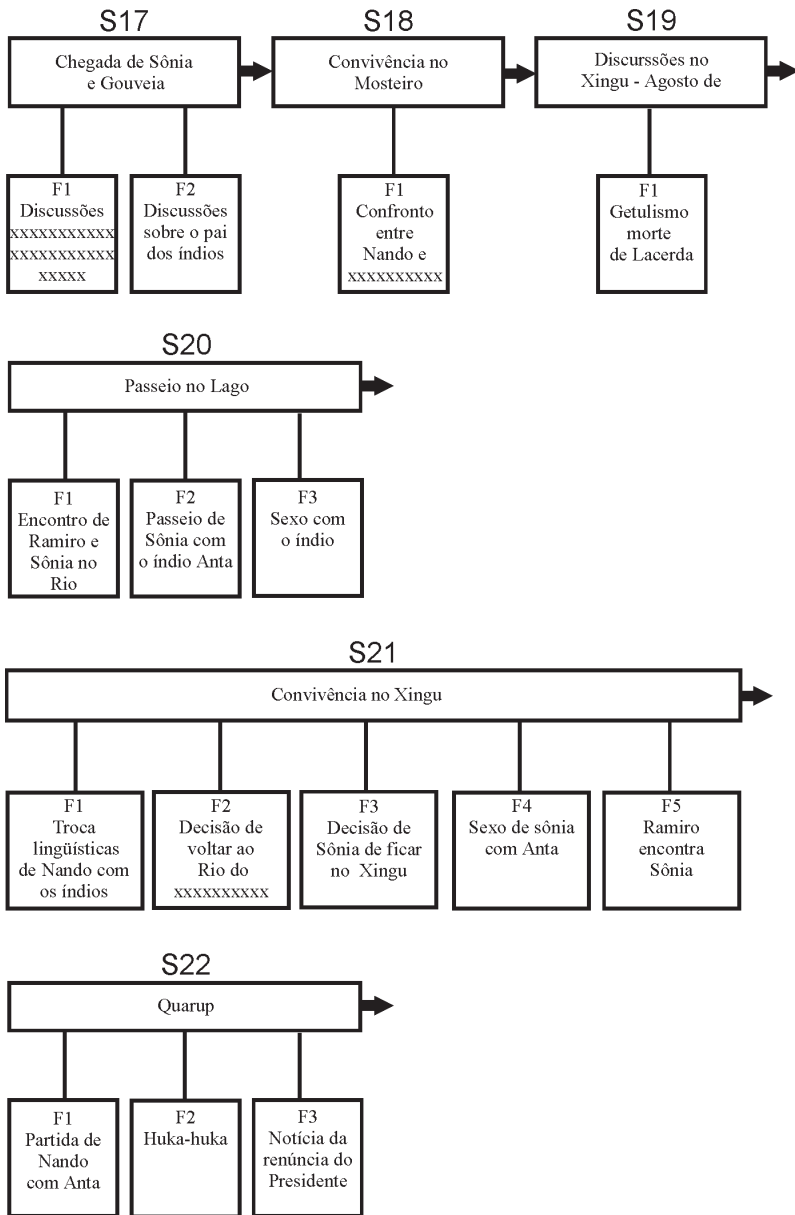 S17
Chegada de Sônia
e Gouveia
S18
Convivência no
Mosteiro
S19
Discurssões no
Xingu - Agosto de
F1
Discussões
xxxxxxxxxxx
xxxxxxxxxxx
xxxxx
F2
Discussões
sobre o pai
dos índios
F1
Confronto
entre
Nando e
xxxxxxxxxx
F1
Getulismo
morte
de Lacerda
S20
Passeio no Lago
F1
Encontro de
Ramiro e
Sônia no
Rio
F2
Passeio de
Sônia com
o índio Anta
F3
Sexo com
o índio
S21
Convivência no Xingu
F1
Troca
lingüísticas
de Nando com
os índios
F2
Decisão de
voltar ao
Rio do
xxxxxxxxxx
F3
Decisão de
Sônia de ficar
no Xingu
F4
Sexo de sônia
com Anta
F5
Ramiro
encontra
Sônia
S22
Quarup
F1
Partida de
Nando
com Anta
F2
Huka-huka
F3
Notícia da
renúncia do
Presidente